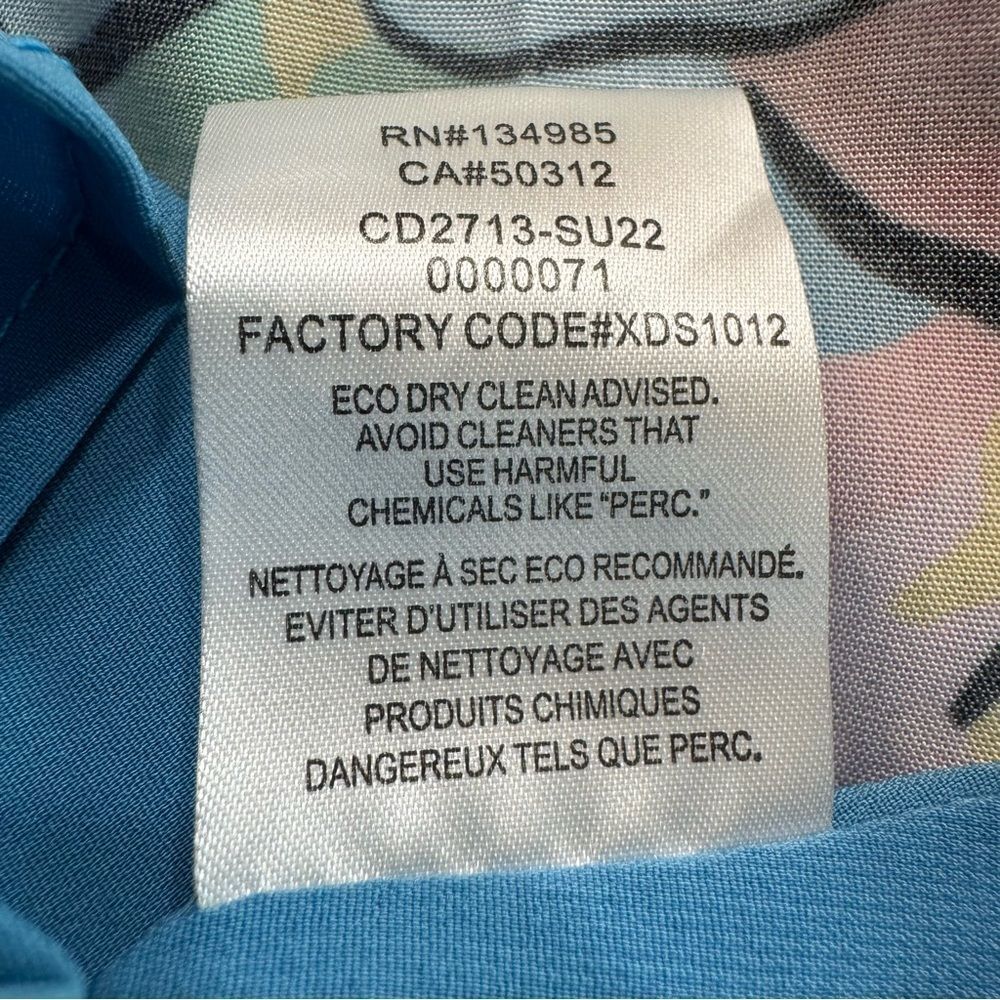 RN#134985
CA#50312
CD2713-SU22
0000071
FACTORY CODE#XDS1012
ECO DRY CLEAN ADVISED.
AVOID CLEANERS THAT
USE HARMFUL
CHEMICALS LIKE “PERC.”
NETTOYAGE À SEC ECO RECOMMANDÉ.
EVITER D'UTILISER DES AGENTS
DE NETTOYAGE AVEC
PRODUITS CHIMIQUES
DANGEREUX TELS QUE PERC.